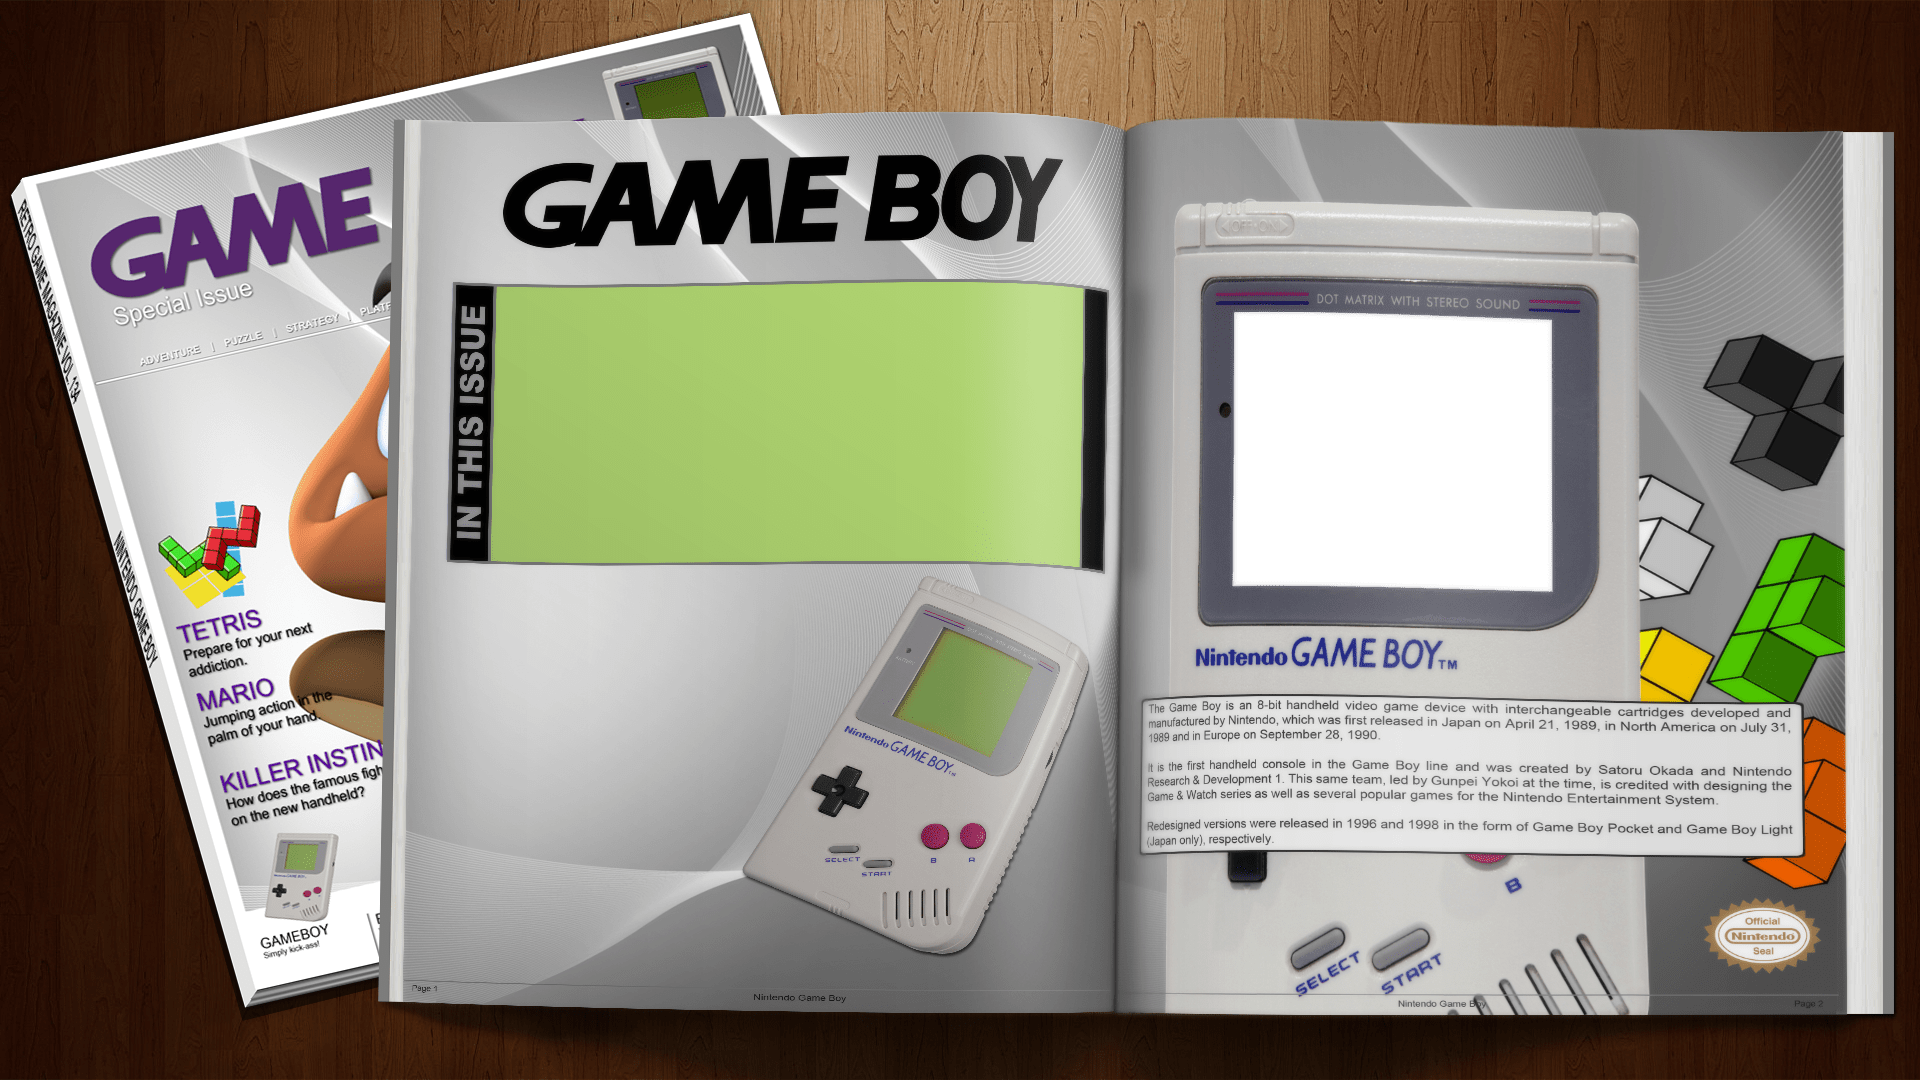 RETRO GAME MAGAZINE VOL.134
NINTENDO GAME BOY
GAME
Special Issue
ADVENTURE | PUZZLE | STRATEGY |
TETRIS
Prepare for your next
addiction.
MARIO
Jumping action in the
palm of your hand.
KILLER
How does the famous
on the new handheld?
GAMEBOY
Simply kick-ass!
GAME BOY
IN THIS ISSUE
Nintendo GAME BOY TM
SELECT
START
B
A
Page 1
Nintendo Game Boy
OFF ON
DOT MATRIX WITH STEREO SOUND
Nintendo GAME BOY TM
The Game Boy is an 8-bit handheld video game device with interchangeable cartridges developed and
manufactured by Nintendo, which was first released in Japan on April 21, 1989, in North America on July 31,
1989 and in Europe on September 28, 1990.
It is the first handheld console in the Game Boy line and was created by Satoru Okada and Nintendo
Research & Development 1. This same team, led by Gunpei Yokoi at the time, is credited with designing the
Game & Watch series as well as several popular games for the Nintendo Entertainment System.
Redesigned versions were released in 1996 and 1998 in the form of Game Boy Pocket and Game Boy Light
(Japan only), respectively.
B
SELECT
START
Official
Nintendo
Seal
Nintendo Game Boy
Page 2